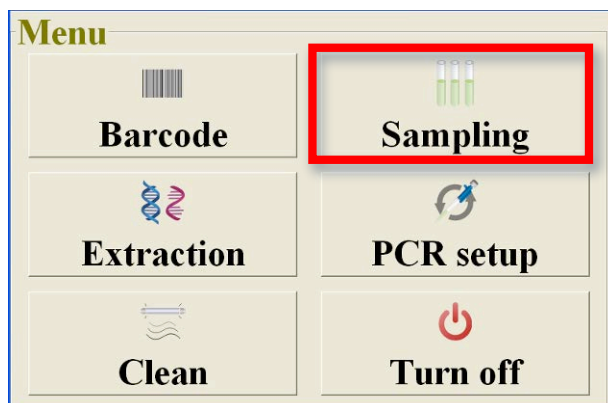 Menu
Barcode
Sampling
Extraction
PCR setup
Clean
Turn off